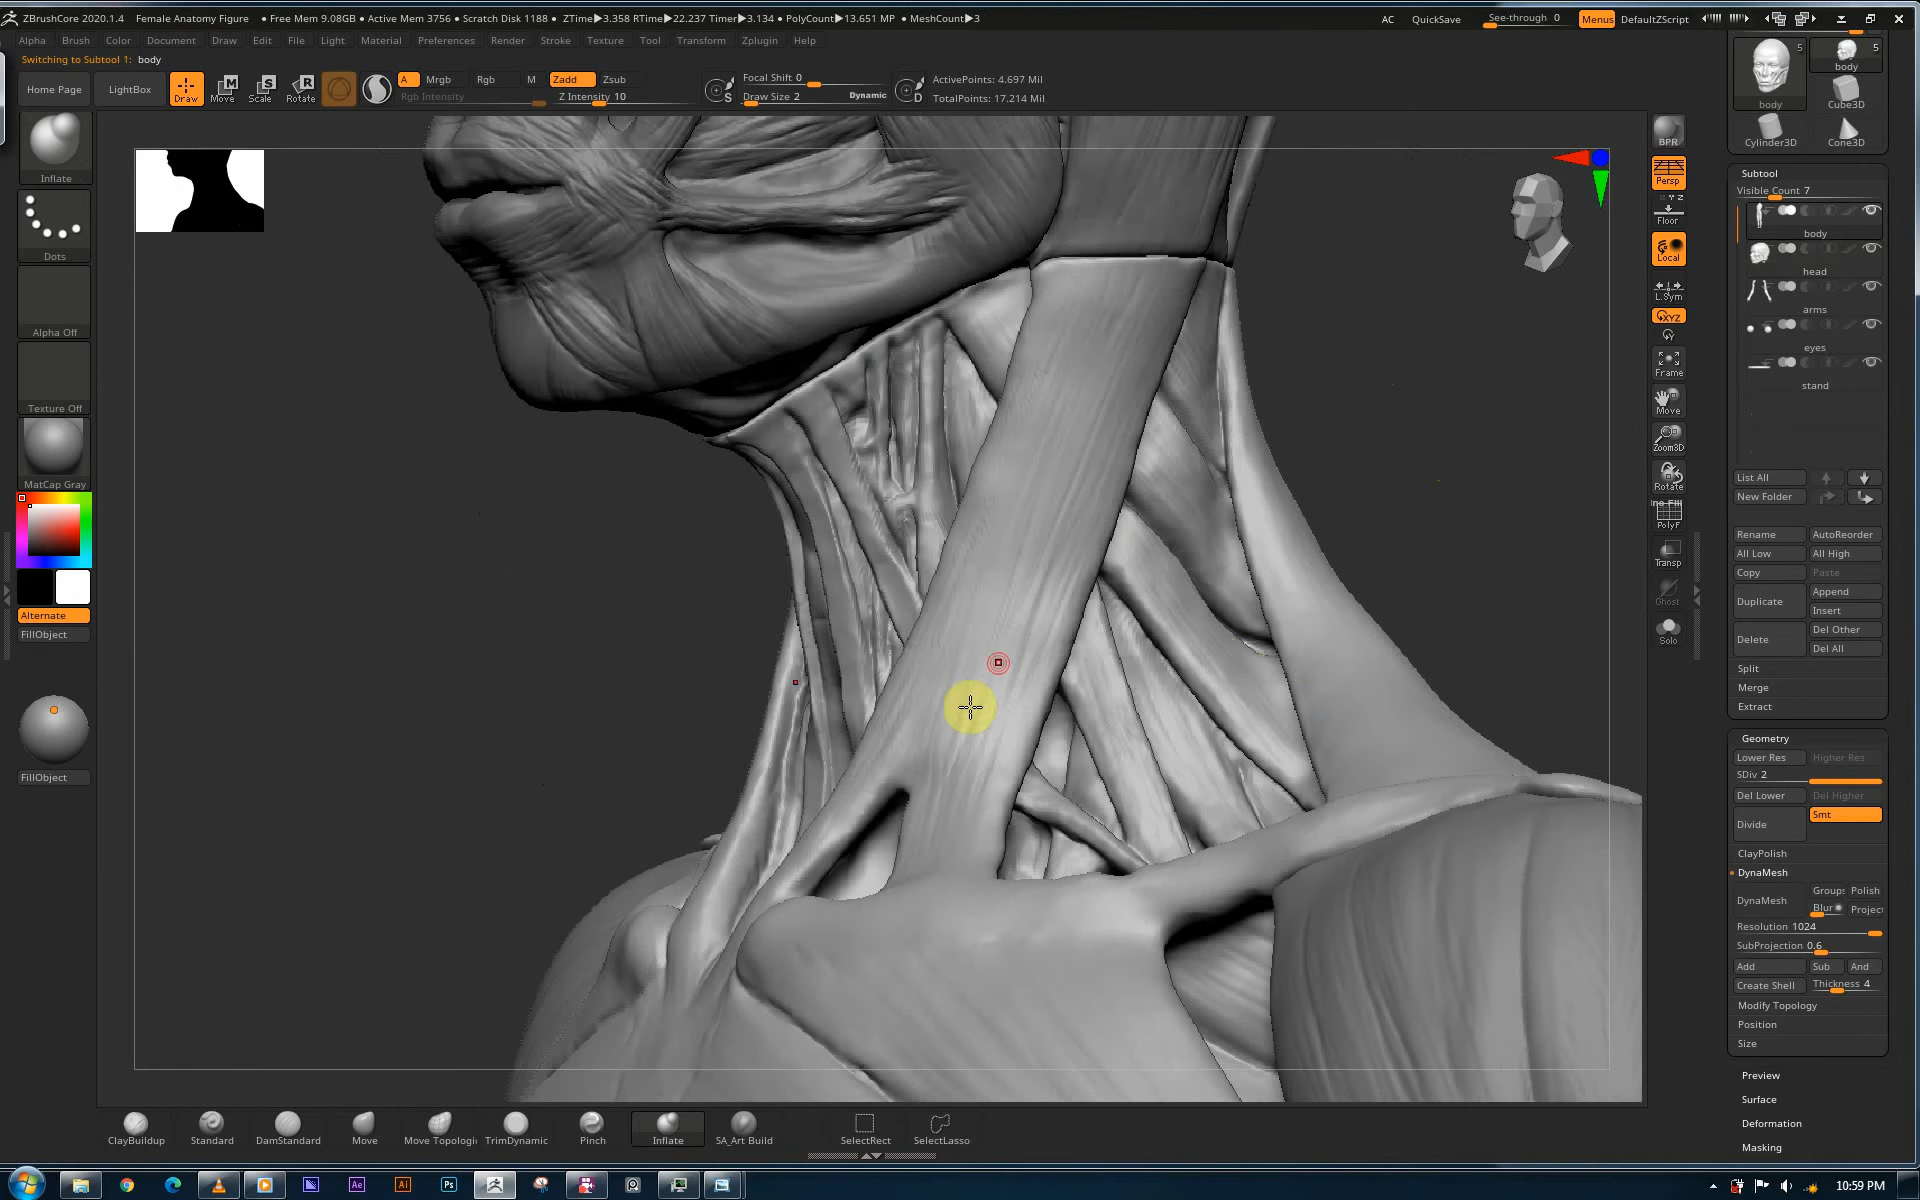 ZBrushCore 2020.1.4 Female Anatomy Figure • Free Mem 9.08GB • Active Mem 3756 • Scratch Disk 1188 • ZTime▶3.358 RTime▶22.237 Timer▶3.134 • PolyCount▶13.651 MP • MeshCount▶3
AC QuickSave See-through 0 Menus DefaultZScript
Alpha Brush Color Document Draw Edit File Light Material Preferences Render Stroke Texture Tool Transform Zplugin Help
Switching to Subtool 1: body
Home Page LightBox Draw Move Scale Rotate
A Mrgb Rgb M Zadd Zsub
Rgb Intensity Z Intensity 10
Focal Shift 0
Draw Size 2 Dynamic
ActivePoints: 4.697 Mil
TotalPoints: 17.214 Mil
Inflate
Dots
Alpha Off
Texture Off
MatCap Gray
Alternate
FillObject
FillObject
BPR
Persp
Floor
Local
L.Sym
XYZ
Frame
Move
Zoom3D
Rotate
Line Fill
PolyF
Transp
Ghost
Solo
5 5
body
body Cube3D
Cylinder3D Cone3D
Subtool
Visible Count 7
body
head
arms
eyes
stand
List All
New Folder
Rename AutoReorder
All Low All High
Copy Paste
Duplicate Append
Insert
Delete Del Other
Del All
Split
Merge
Extract
Geometry
Lower Res Higher Res
SDiv 2
Del Lower Del Higher
Divide Smt
ClayPolish
DynaMesh
DynaMesh Groups Polish
Blur Project
Resolution 1024
SubProjection 0.6
Add Sub And
Create Shell Thickness 4
Modify Topology
Position
Size
Preview
Surface
Deformation
Masking
ClayBuildup Standard DamStandard Move Move Topologi TrimDynamic Pinch Inflate SA_Art Build SelectRect SelectLasso
Ae Ai Ps
10:59 PM